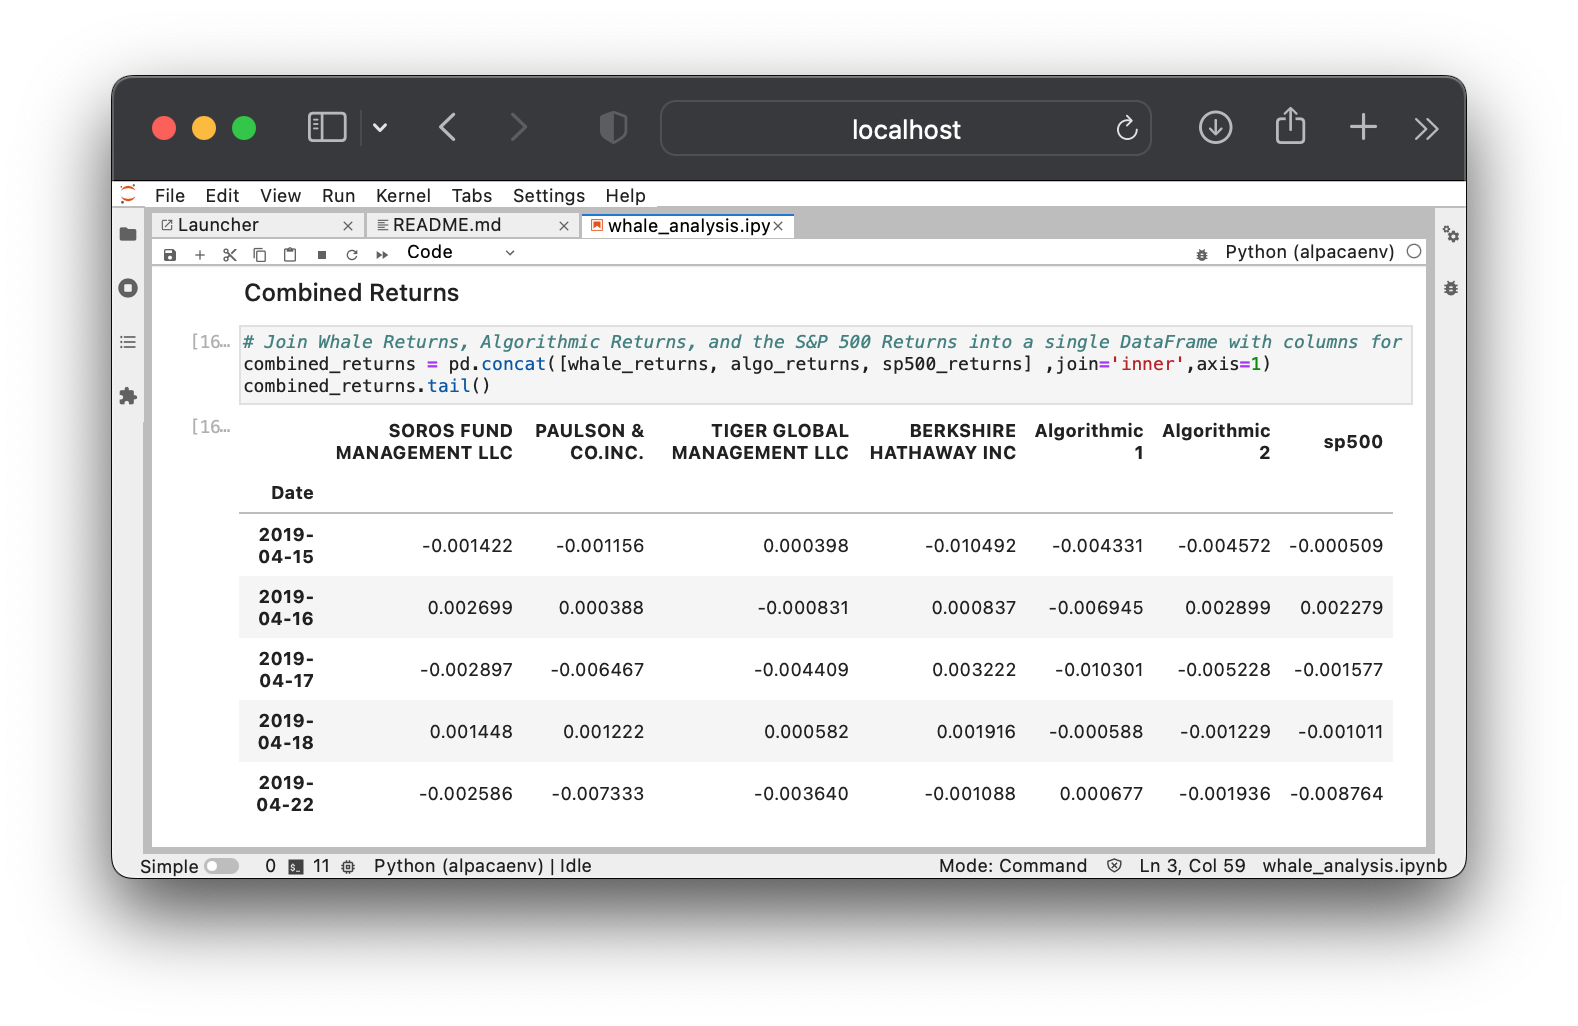 localhost
File Edit View Run Kernel Tabs Settings Help
Launcher README.md whale_analysis.ipy
Code Python (alpacaenv)
Combined Returns
[16… # Join Whale Returns, Algorithmic Returns, and the S&P 500 Returns into a single DataFrame with columns for
combined_returns = pd.concat([whale_returns, algo_returns, sp500_returns] ,join='inner',axis=1)
combined_returns.tail()
[16…
SOROS FUND PAULSON & TIGER GLOBAL BERKSHIRE Algorithmic Algorithmic sp500
MANAGEMENT LLC CO.INC. MANAGEMENT LLC HATHAWAY INC 1 2
Date
2019-
04-15 -0.001422 -0.001156 0.000398 -0.010492 -0.004331 -0.004572 -0.000509
2019-
04-16 0.002699 0.000388 -0.000831 0.000837 -0.006945 0.002899 0.002279
2019-
04-17 -0.002897 -0.006467 -0.004409 0.003222 -0.010301 -0.005228 -0.001577
2019-
04-18 0.001448 0.001222 0.000582 0.001916 -0.000588 -0.001229 -0.001011
2019-
04-22 -0.002586 -0.007333 -0.003640 -0.001088 0.000677 -0.001936 -0.008764
Simple 0 11 Python (alpacaenv) | Idle Mode: Command Ln 3, Col 59 whale_analysis.ipynb